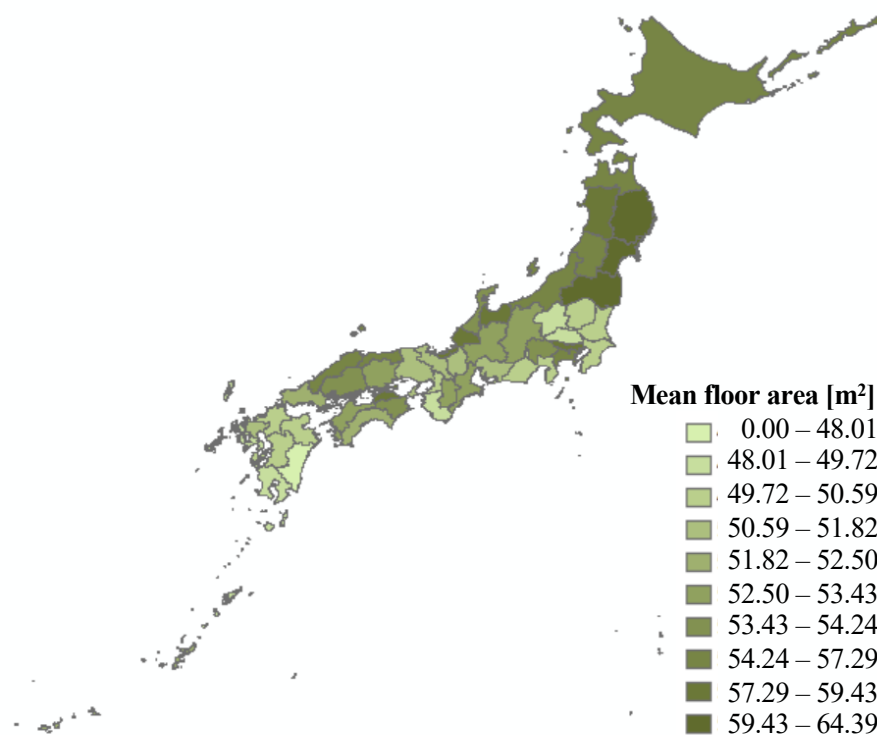 Mean floor area [m²]
0.00 – 48.01
48.01 – 49.72
49.72 – 50.59
50.59 – 51.82
51.82 – 52.50
52.50 – 53.43
53.43 – 54.24
54.24 – 57.29
57.29 – 59.43
59.43 – 64.39